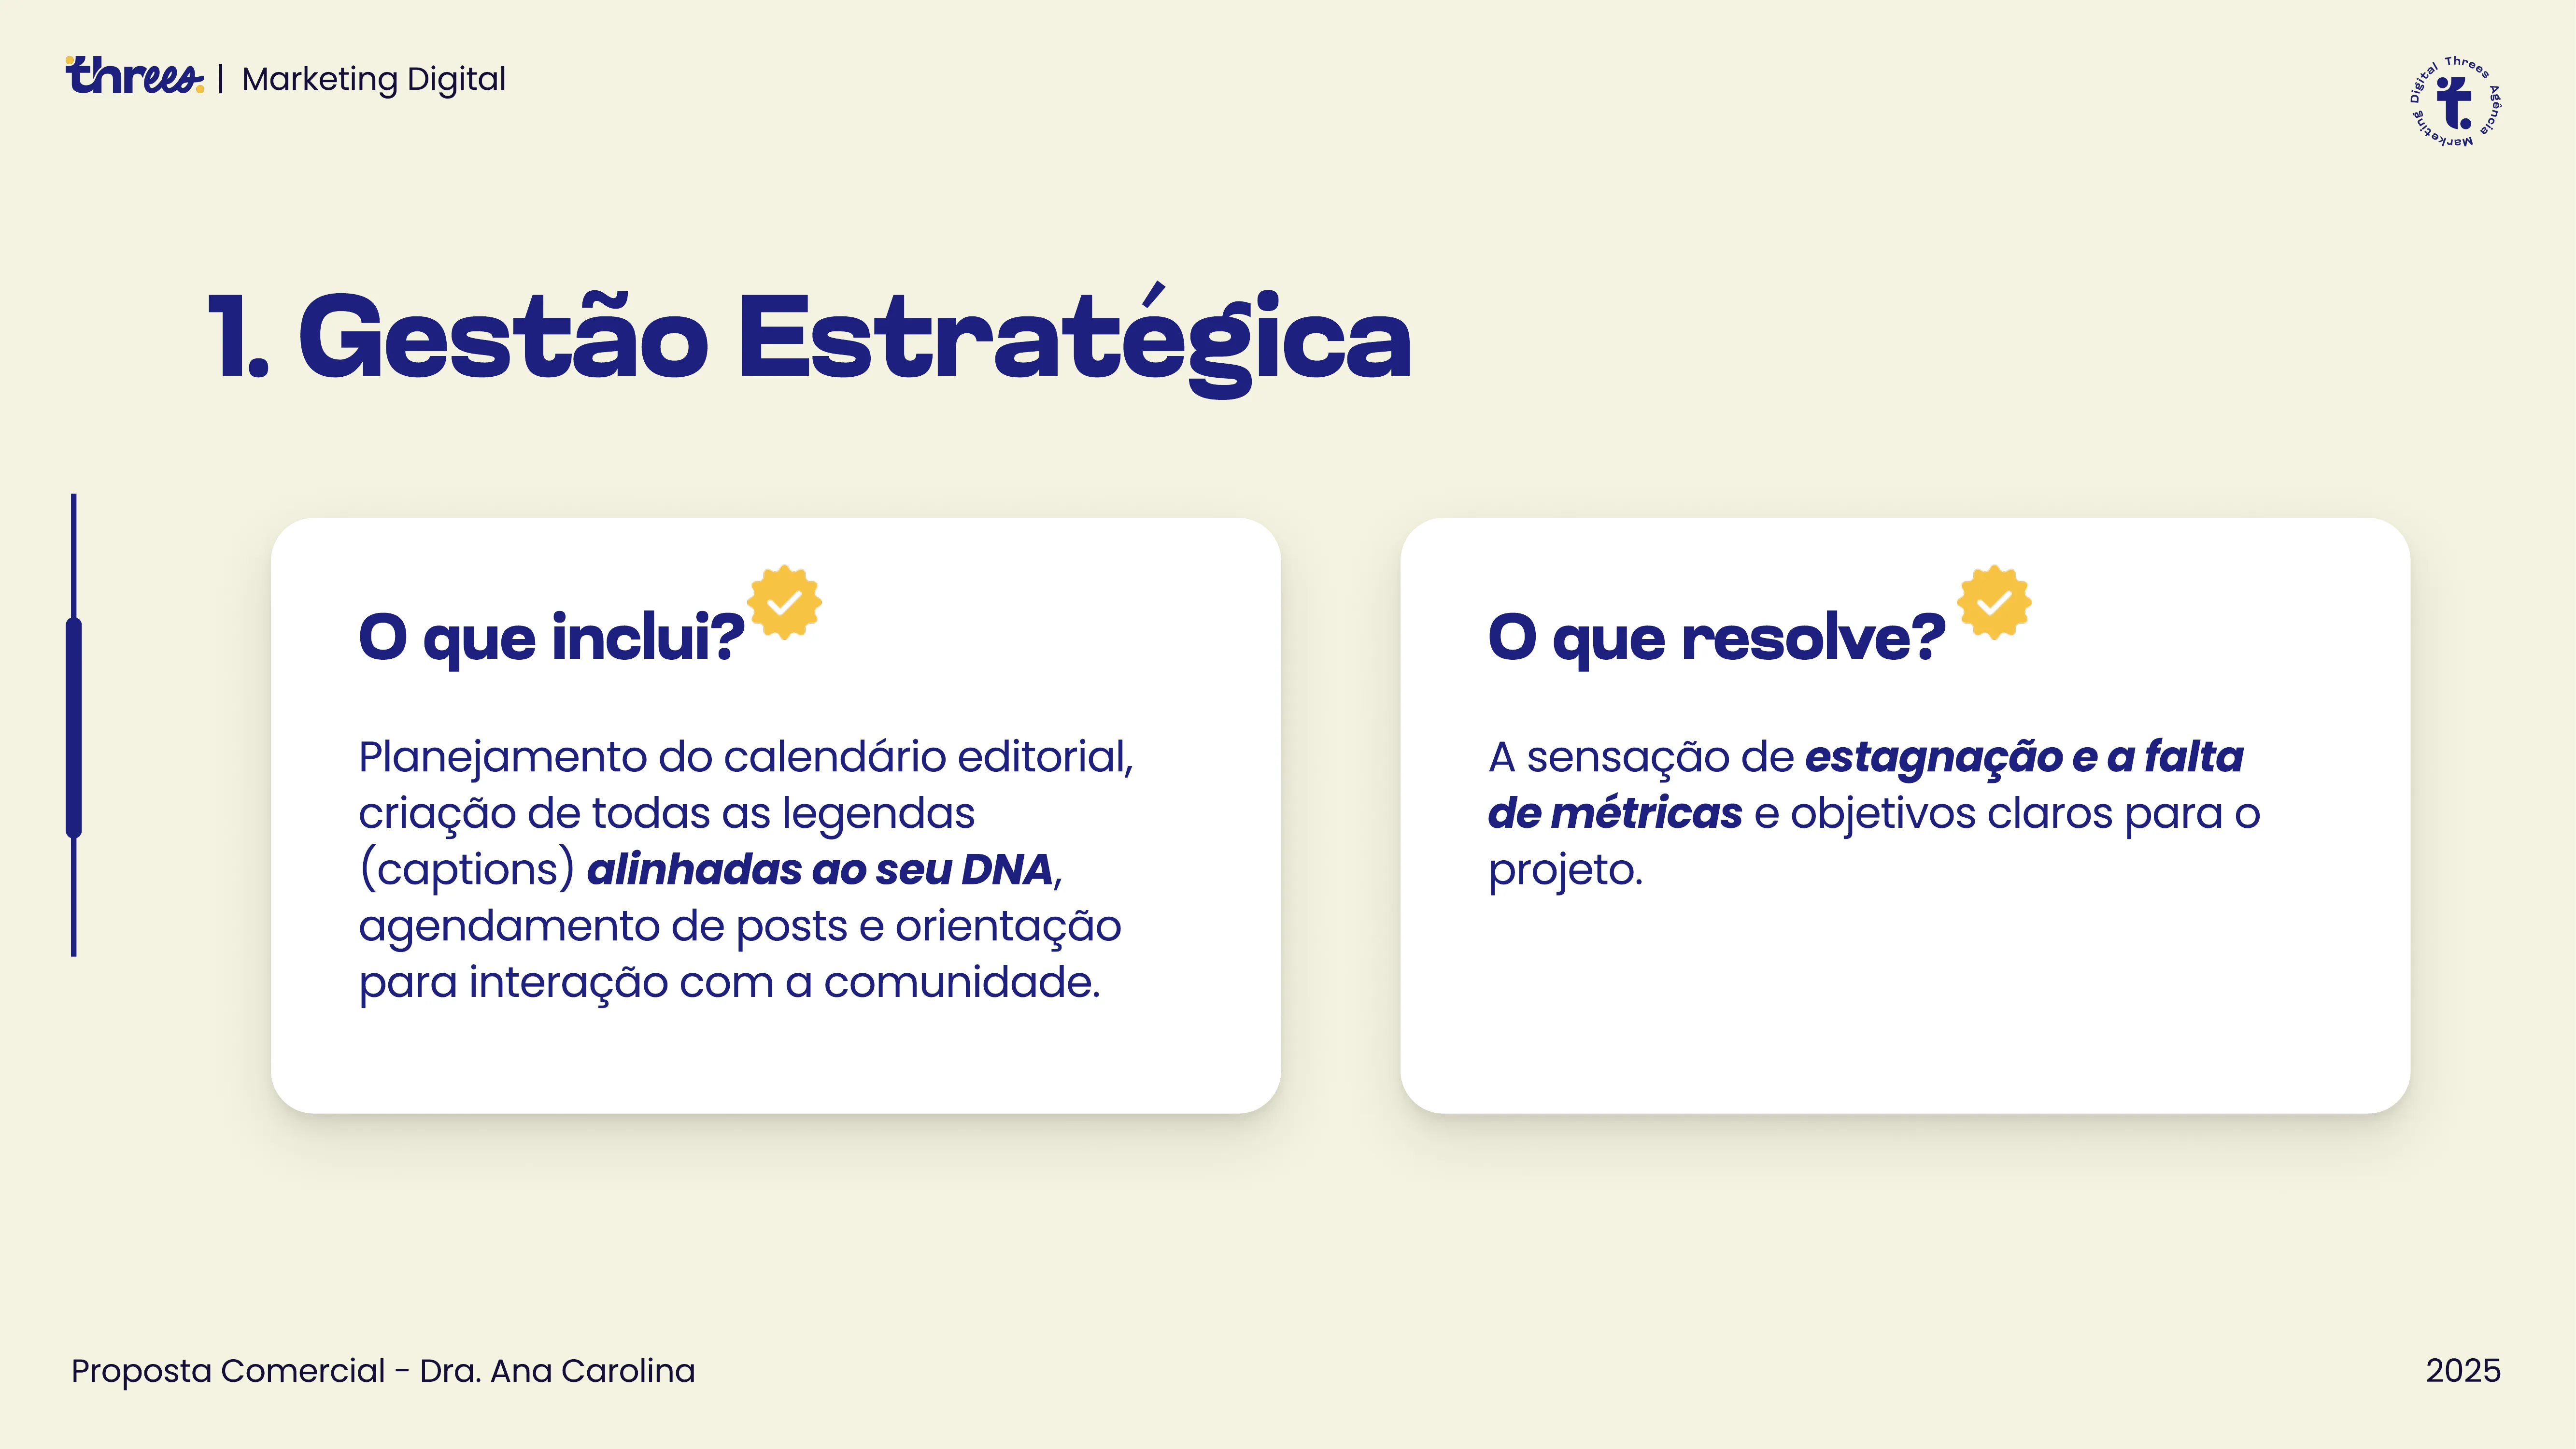 threes. | Marketing Digital
Threes Agência Marketing Digital
t.
1. Gestão Estratégica
O que inclui?
Planejamento do calendário editorial,
criação de todas as legendas
(captions) alinhadas ao seu DNA,
agendamento de posts e orientação
para interação com a comunidade.
O que resolve?
A sensação de estagnação e a falta
de métricas e objetivos claros para o
projeto.
Proposta Comercial - Dra. Ana Carolina
2025